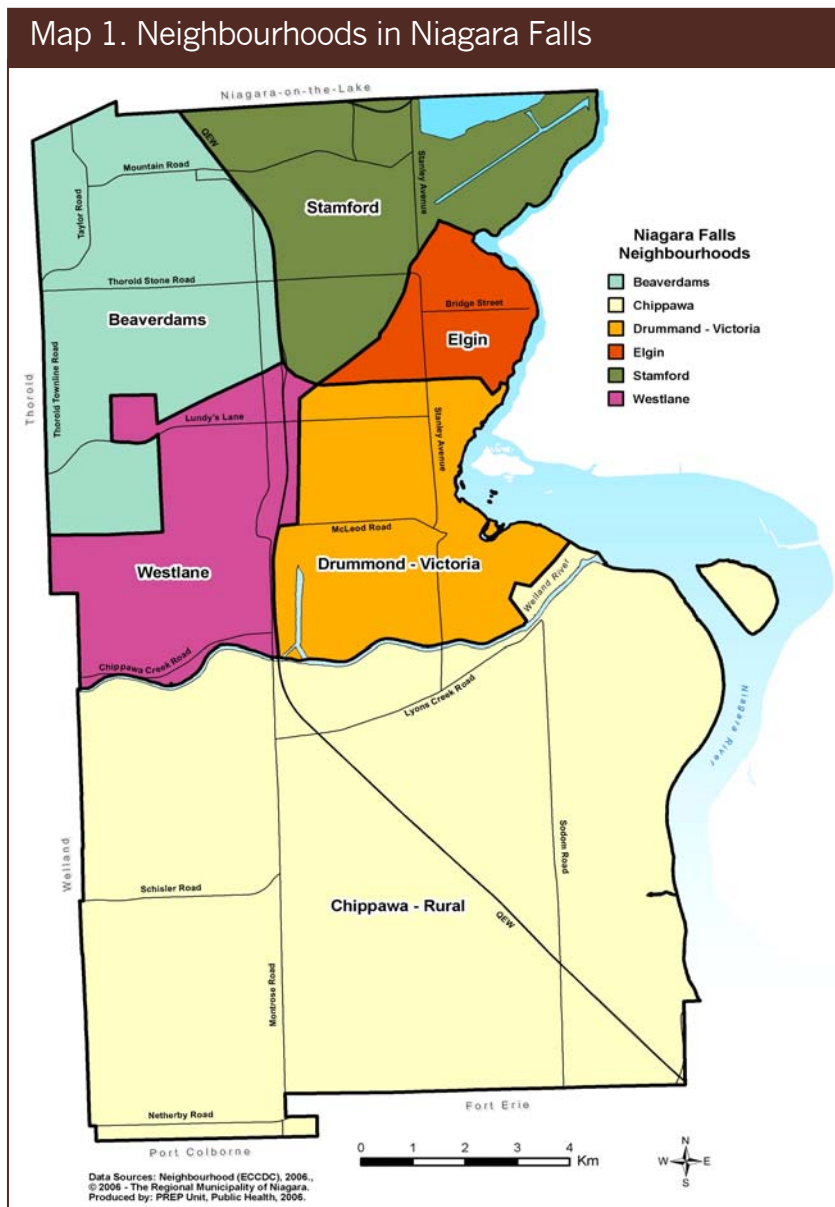 Map 1. Neighbourhoods in Niagara Falls
Niagara-on-the-Lake
QEW
Mountain Road
Taylor Road
Stanley Avenue
Stamford
Niagara Falls
Neighbourhoods
Beaverdams
Chippawa
Drummand - Victoria
Elgin
Stamford
Westlane
Thorold Stone Road
Bridge Street
Beaverdams
Elgin
Thorold
Thorold Townline Road
Lundy's Lane
Stanley Avenue
McLeod Road
Westlane
Drummond - Victoria
Welland River
Chippawa Creek Road
Lyons Creek Road
Niagara River
Welland
Sodom Road
Schisler Road
Chippawa - Rural
QEW
Montrose Road
Netherby Road
Fort Erie
Port Colborne
0 1 2 3 4
Km
N
W E
S
Data Sources: Neighbourhood (ECCDC), 2006.,
© 2006 - The Regional Municipality of Niagara.
Produced by: PREP Unit, Public Health, 2006.